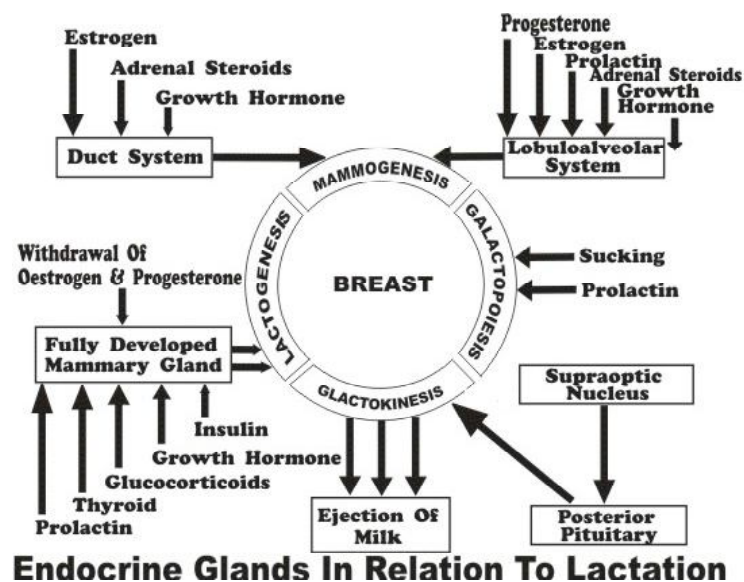 Estrogen
Adrenal Steroids
Growth Hormone
Duct System
Progesterone
Estrogen
Prolactin
Adrenal Steroids
Growth
Hormone
Lobuloalveolar
System
MAMMOGENESIS
LACTOGENESIS
GALACTOPOIESIS
GLACTOKINESIS
BREAST
Withdrawal Of
Oestrogen & Progesterone
Fully Developed
Mammary Gland
Insulin
Growth Hormone
Glucocorticoids
Thyroid
Prolactin
Sucking
Prolactin
Supraoptic
Nucleus
Posterior
Pituitary
Ejection Of
Milk
Endocrine Glands In Relation To Lactation